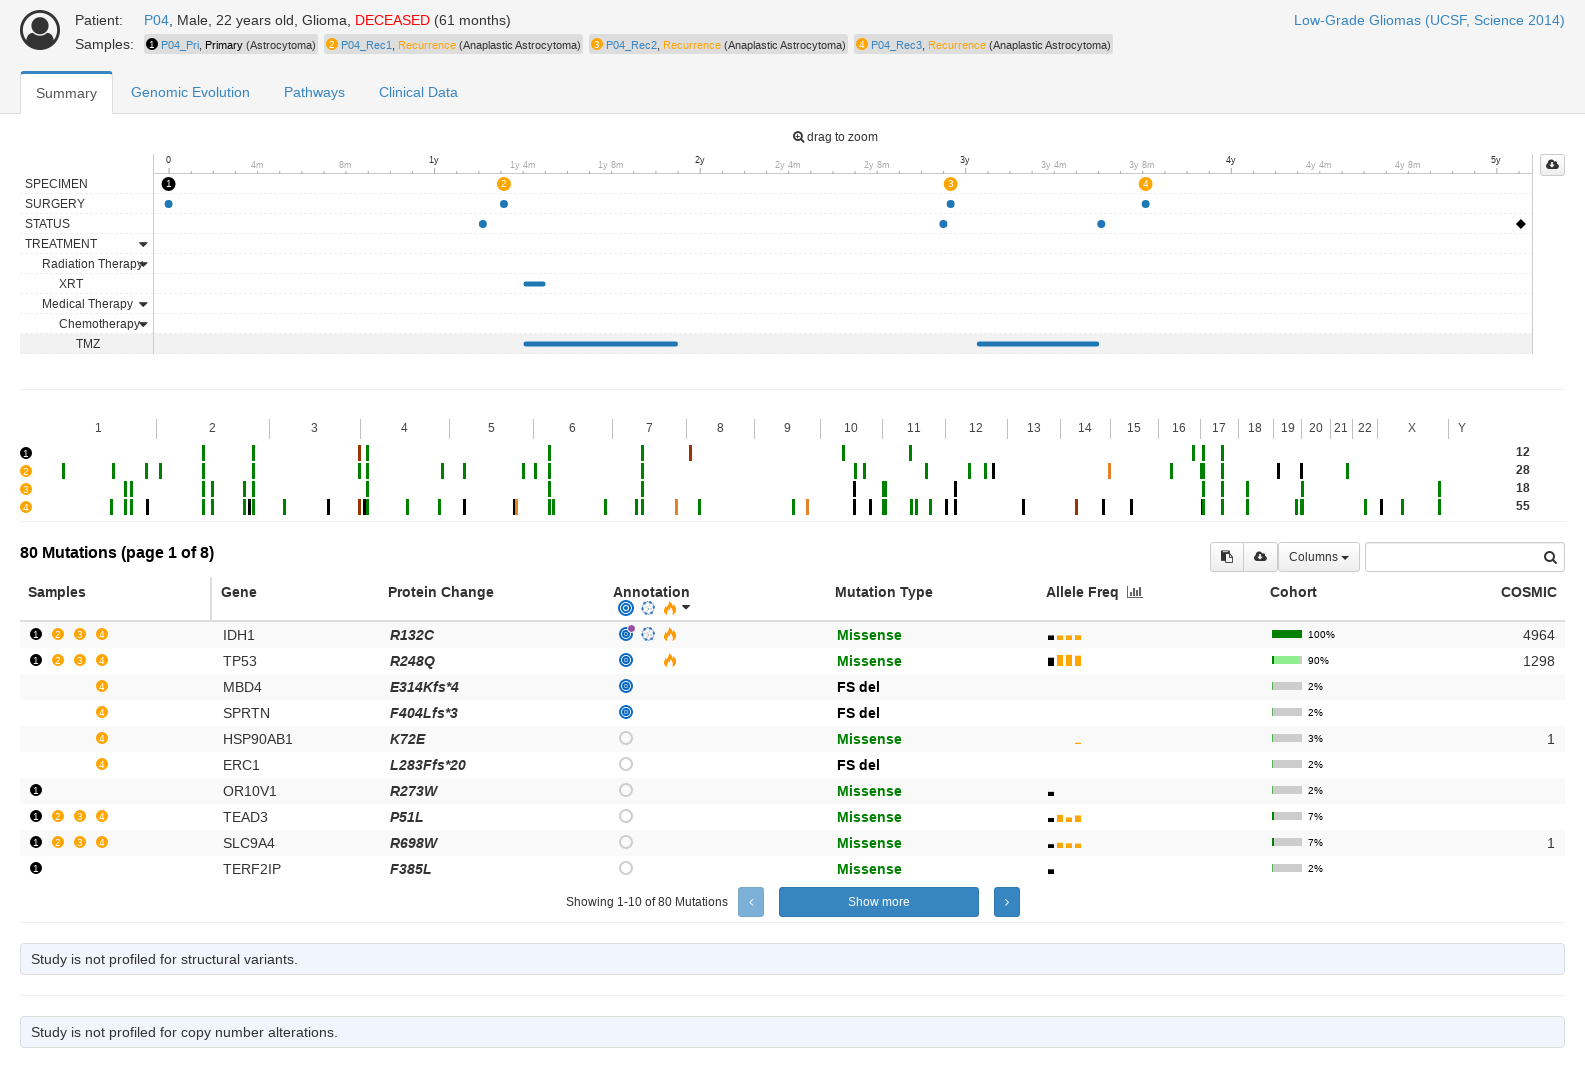 Patient: P04, Male, 22 years old, Glioma, DECEASED (61 months) Low-Grade Gliomas (UCSF, Science 2014)
Samples: 1 P04_Pri, Primary (Astrocytoma) 2 P04_Rec1, Recurrence (Anaplastic Astrocytoma) 3 P04_Rec2, Recurrence (Anaplastic Astrocytoma) 4 P04_Rec3, Recurrence (Anaplastic Astrocytoma)
Summary Genomic Evolution Pathways Clinical Data
drag to zoom
0 4m 8m 1y 1y 4m 1y 8m 2y 2y 4m 2y 8m 3y 3y 4m 3y 8m 4y 4y 4m 4y 8m 5y
SPECIMEN 1 2 3 4
SURGERY
STATUS
TREATMENT
Radiation Therapy
XRT
Medical Therapy
Chemotherapy
TMZ
1 2 3 4 5 6 7 8 9 10 11 12 13 14 15 16 17 18 19 20 21 22 X Y
1 12
2 28
3 18
4 55
80 Mutations (page 1 of 8) Columns
Samples Gene Protein Change Annotation Mutation Type Allele Freq Cohort COSMIC
1 2 3 4 IDH1 R132C Missense 100% 4964
1 2 3 4 TP53 R248Q Missense 90% 1298
4 MBD4 E314Kfs*4 FS del 2%
4 SPRTN F404Lfs*3 FS del 2%
4 HSP90AB1 K72E Missense 3% 1
4 ERC1 L283Ffs*20 FS del 2%
1 OR10V1 R273W Missense 2%
1 2 3 4 TEAD3 P51L Missense 7%
1 2 3 4 SLC9A4 R698W Missense 7% 1
1 TERF2IP F385L Missense 2%
Showing 1-10 of 80 Mutations ‹ Show more ›
Study is not profiled for structural variants.
Study is not profiled for copy number alterations.